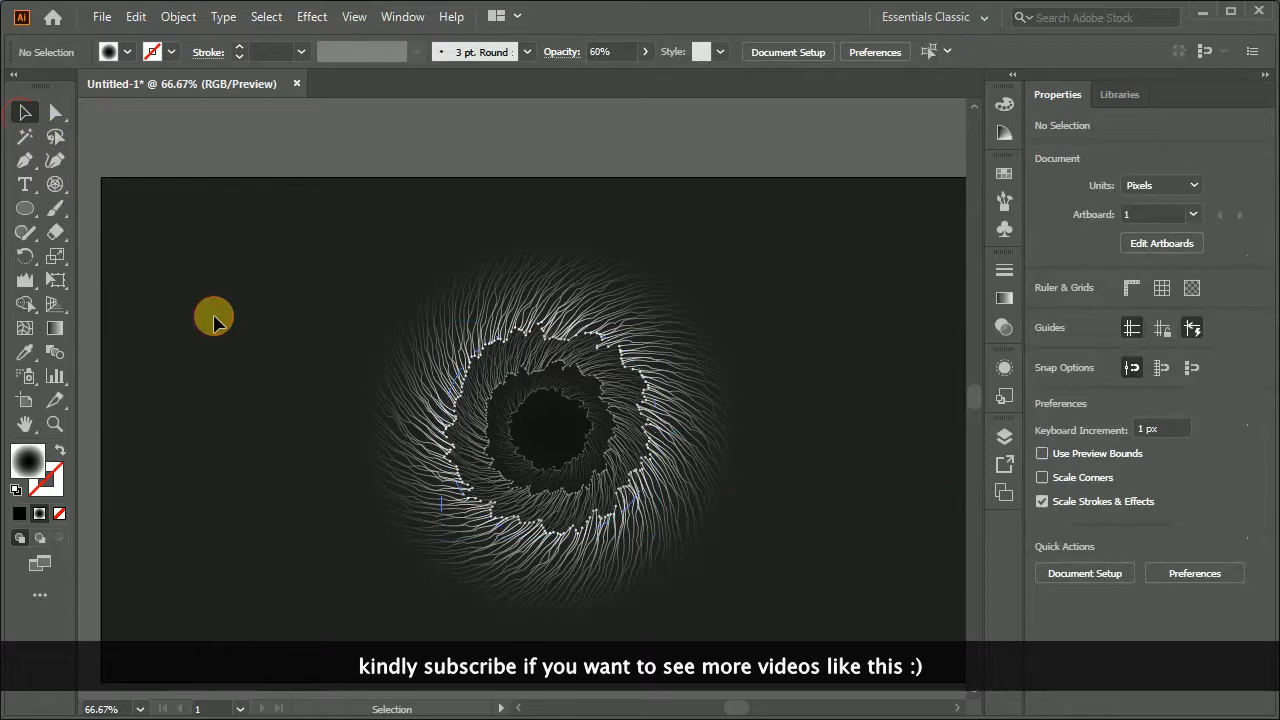 Ai File Edit Object Type Select Effect View Window Help Essentials Classic Search Adobe Stock
No Selection Stroke: 3 pt. Round : Opacity: 60% Style: Document Setup Preferences
Untitled-1* @ 66.67% (RGB/Preview) ×
Properties Libraries
No Selection
Document
Units: Pixels
Artboard: 1
Edit Artboards
Ruler & Grids
Guides
Snap Options
Preferences
Keyboard Increment: 1 px
Use Preview Bounds
Scale Corners
Scale Strokes & Effects
Quick Actions
Document Setup Preferences
kindly subscribe if you want to see more videos like this :)
66.67% 1 Selection